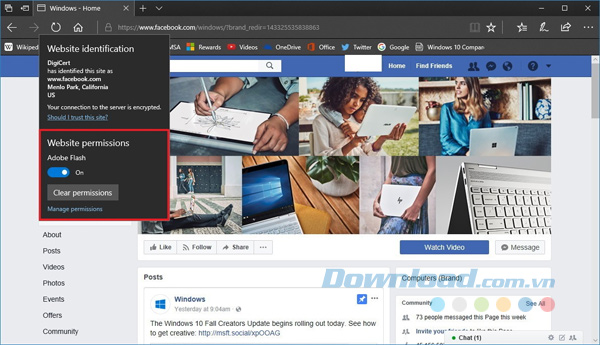 Windows - Home
https://www.facebook.com/windows/?brand_redir=143325535838863
Wikiped
MSA
Rewards
Videos
OneDrive
Office
Outlook
Twitter
Windows 10 Compan
Website identification
DigiCert
has identified this site as
www.facebook.com
Menlo Park, California
US
Your connection to the server is encrypted.
Should I trust this site?
Website permissions
Adobe Flash
On
Clear permissions
Manage permissions
Home
Find Friends
About
Posts
Videos
Photos
Events
Offers
Community
Like
Follow
Share
Watch Video
Message
Posts
Windows
Yesterday at 9:04am
The Windows 10 Fall Creators Update begins rolling out today. See how
to get creative: http://msft.social/xpOOAG
Computers (Brand)
Community
See All
73 people messaged this Page this week
Invite your friends to like this Page
Chat (1)
Download.com.vn